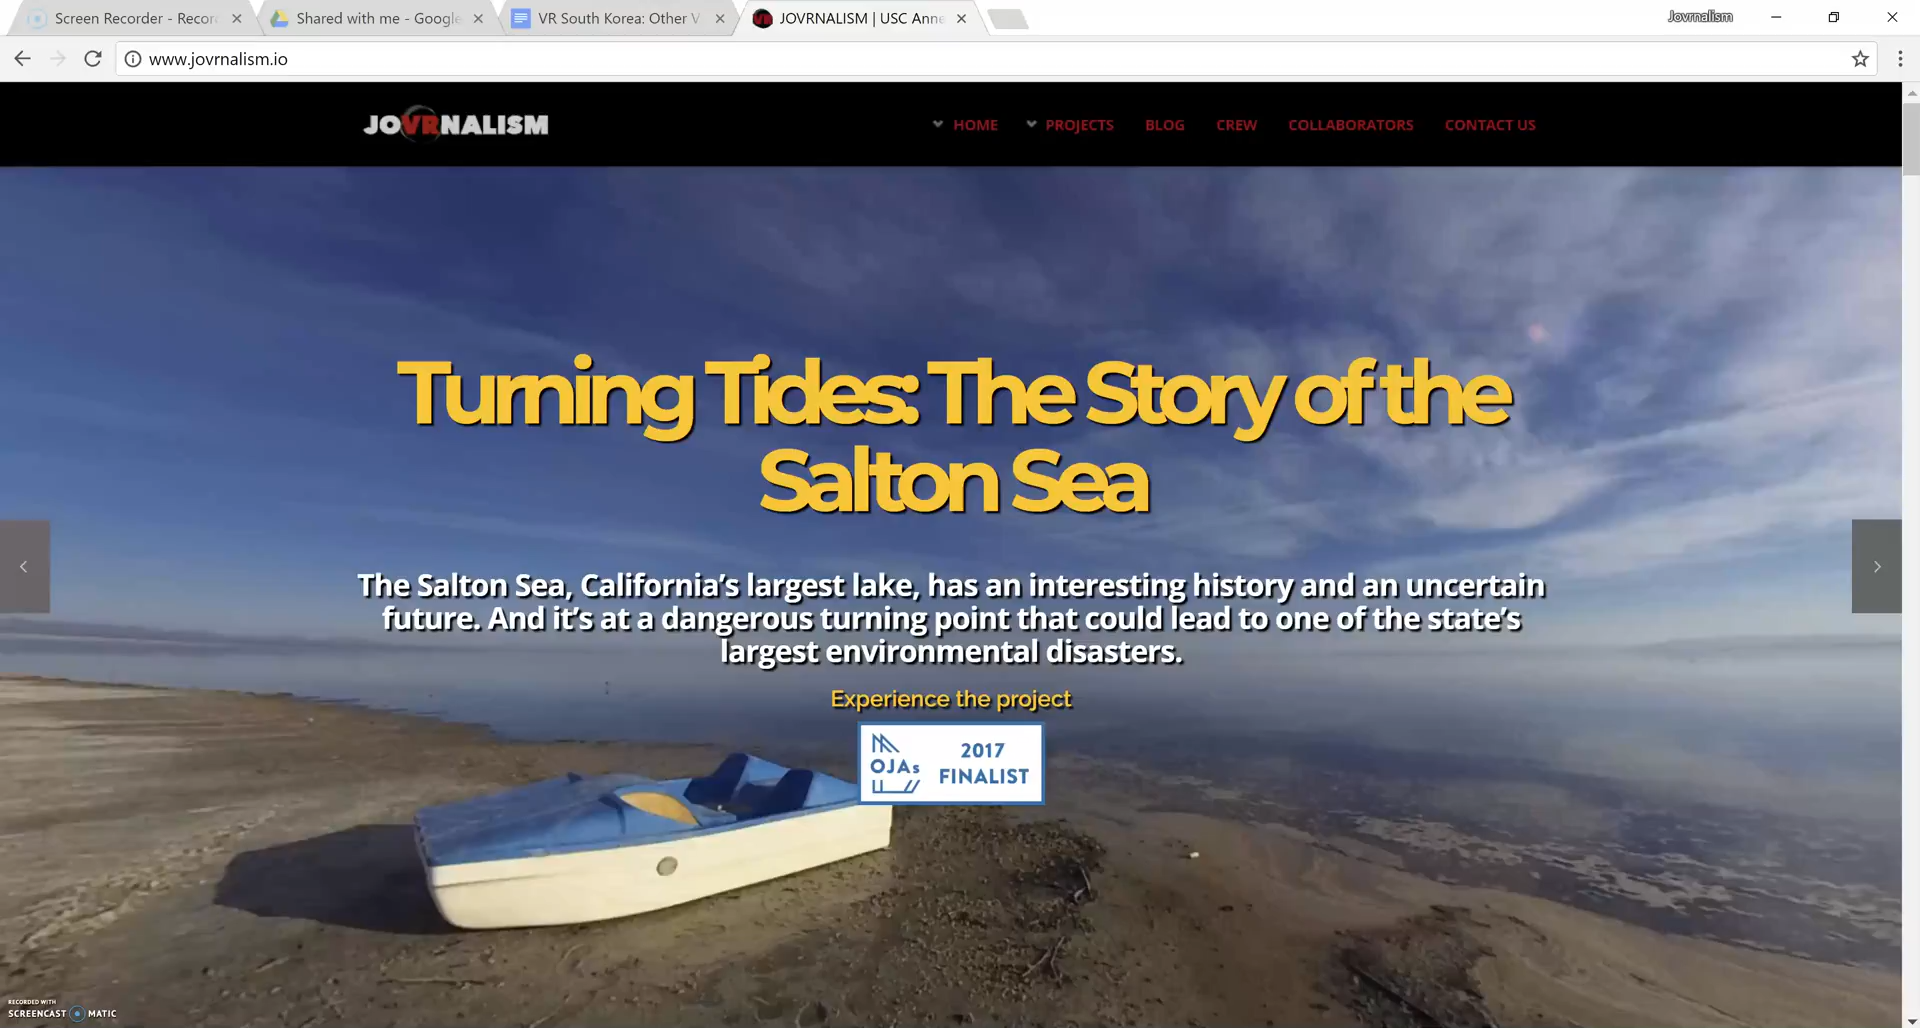 Screen Recorder - Recor
Shared with me - Google
VR South Korea: Other V
JOVRNALISM | USC Anne
Jovrnalism
www.jovrnalism.io
JOVRNALISM
HOME
PROJECTS
BLOG
CREW
COLLABORATORS
CONTACT US
Turning Tides: The Story of the
Salton Sea
The Salton Sea, California's largest lake, has an interesting history and an uncertain
future. And it's at a dangerous turning point that could lead to one of the state's
largest environmental disasters.
Experience the project
OJAs
2017
FINALIST
RECORDED WITH
SCREENCAST MATIC